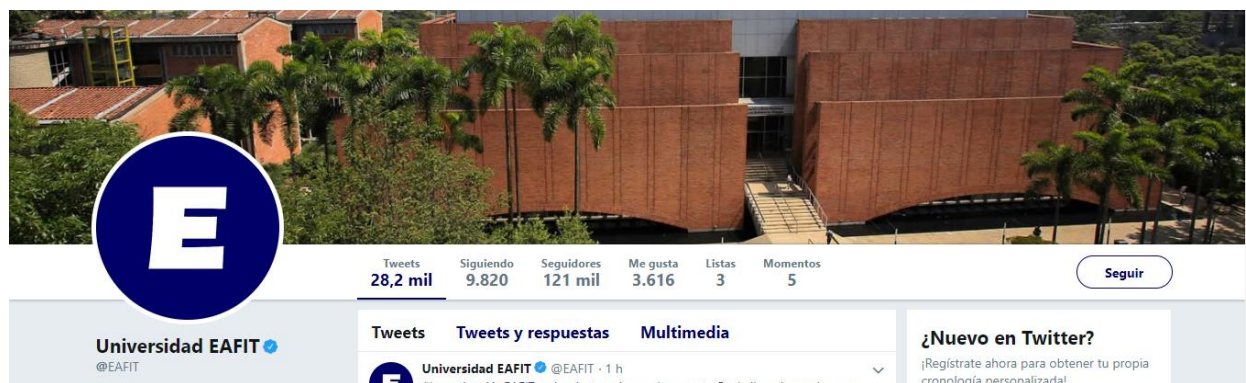 E
Tweets Siguiendo Seguidores Me gusta Listas Momentos
28,2 mil 9.820 121 mil 3.616 3 5
Seguir
Universidad EAFIT
@EAFIT
Tweets Tweets y respuestas Multimedia
Universidad EAFIT @EAFIT · 1 h
E
¿Nuevo en Twitter?
¡Regístrate ahora para obtener tu propia
cronología personalizada!